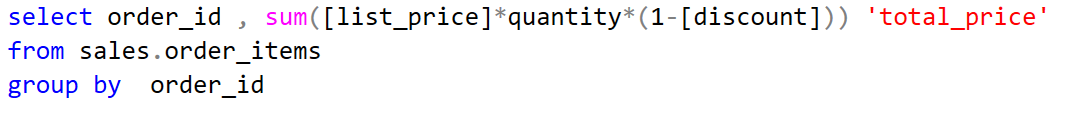 select order_id , sum([list_price]*quantity*(1-[discount])) 'total_price'
from sales.order_items
group by  order_id